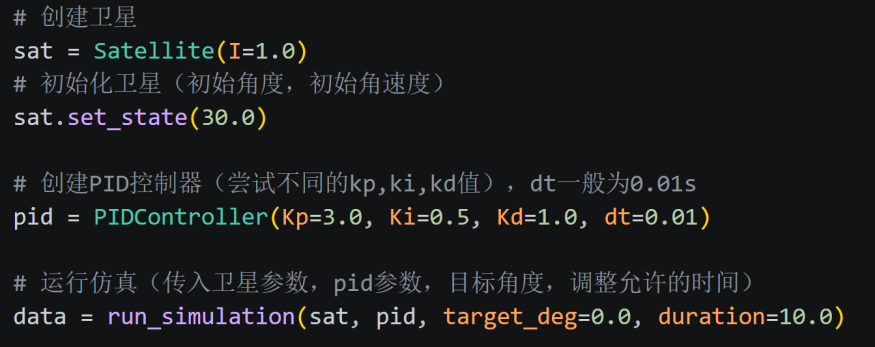 # 创建卫星
sat = Satellite(I=1.0)
# 初始化卫星（初始角度，初始角速度）
sat.set_state(30.0)
# 创建PID控制器（尝试不同的kp,ki,kd值），dt一般为0.01s
pid = PIDController(Kp=3.0, Ki=0.5, Kd=1.0, dt=0.01)
# 运行仿真（传入卫星参数，pid参数，目标角度，调整允许的时间）
data = run_simulation(sat, pid, target_deg=0.0, duration=10.0)